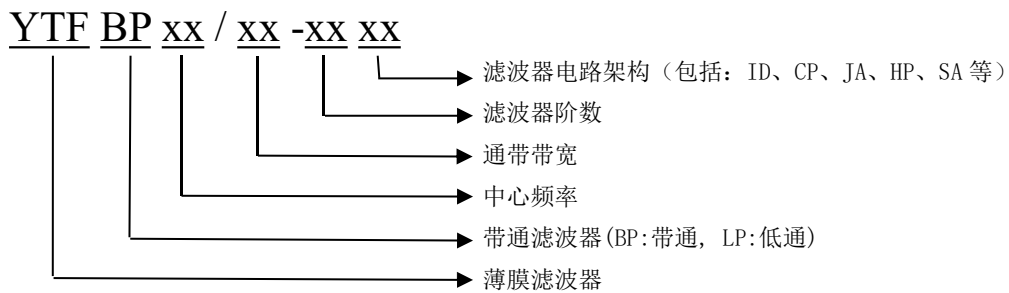 YTF BP xx / xx -xx xx
滤波器电路架构（包括：ID、CP、JA、HP、SA 等）
滤波器阶数
通带带宽
中心频率
带通滤波器(BP:带通, LP:低通)
薄膜滤波器